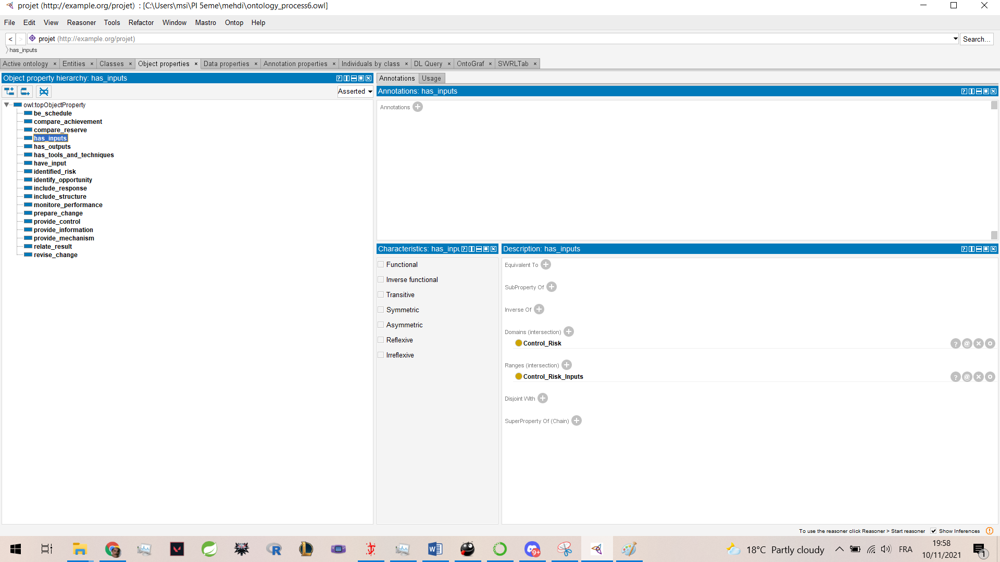 projet (http://example.org/projet) : [C:\Users\msi\PI 5eme\mehdi\ontology_process6.owl]
File Edit View Reasoner Tools Refactor Window Mastro Ontop Help
< > projet (http://example.org/projet) Search...
has_inputs
Active ontology × Entities × Classes × Object properties × Data properties × Annotation properties × Individuals by class × DL Query × OntoGraf × SWRLTab ×
Object property hierarchy: has_inputs
Asserted
owl:topObjectProperty
be_schedule
compare_achievement
compare_reserve
has_inputs
has_outputs
has_tools_and_techniques
have_input
identified_risk
identify_opportunity
include_response
include_structure
monitore_performance
prepare_change
provide_control
provide_information
provide_mechanism
relate_result
revise_change
Annotations Usage
Annotations: has_inputs
Annotations
Characteristics: has_inpu
Functional
Inverse functional
Transitive
Symmetric
Asymmetric
Reflexive
Irreflexive
Description: has_inputs
Equivalent To
SubProperty Of
Inverse Of
Domains (intersection)
Control_Risk
Ranges (intersection)
Control_Risk_Inputs
Disjoint With
SuperProperty Of (Chain)
To use the reasoner click Reasoner > Start reasoner Show Inferences
9+
18°C Partly cloudy FRA 19:58
10/11/2021 1